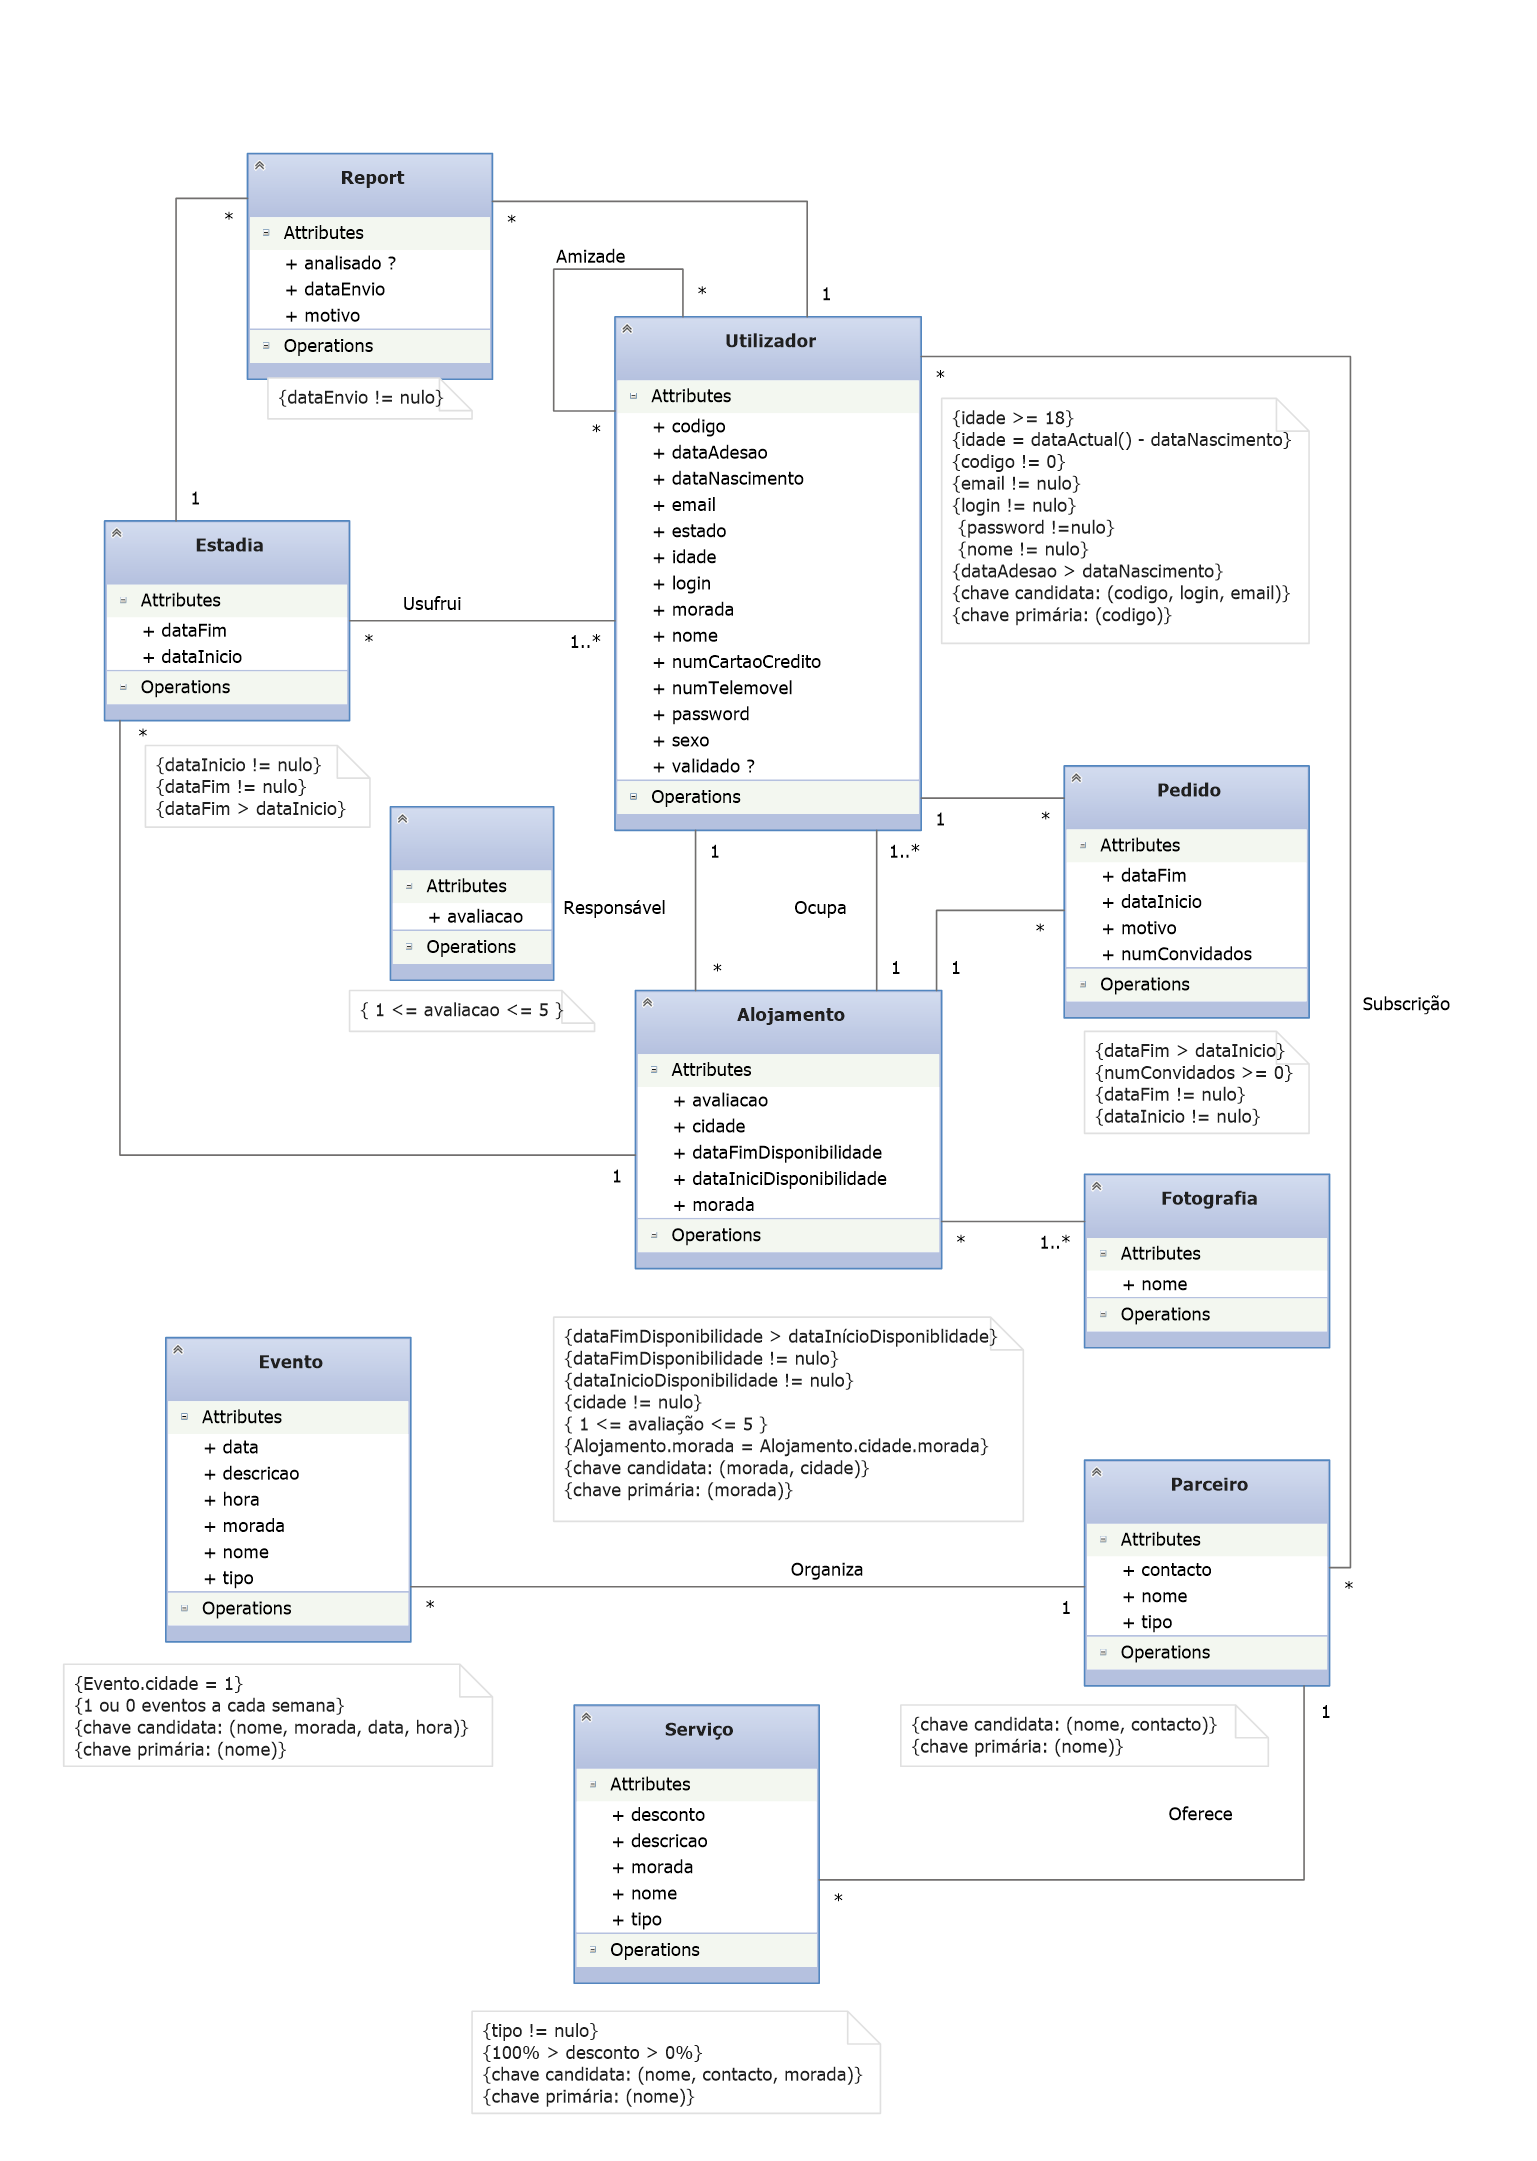 Report
*
*
Attributes
+ analisado ?
+ dataEnvio
+ motivo
Operations
{dataEnvio != nulo}
Amizade
*
1
*
Utilizador
Attributes
+ codigo
+ dataAdesao
+ dataNascimento
+ email
+ estado
+ idade
+ login
+ morada
+ nome
+ numCartaoCredito
+ numTelemovel
+ password
+ sexo
+ validado ?
Operations
*
{idade >= 18}
{idade = dataActual() - dataNascimento}
{codigo != 0}
{email != nulo}
{login != nulo}
{password !=nulo}
{nome != nulo}
{dataAdesao > dataNascimento}
{chave candidata: (codigo, login, email)}
{chave primária: (codigo)}
1
Estadia
Attributes
+ dataFim
+ dataInicio
Operations
Usufrui
*
1..*
*
{dataInicio != nulo}
{dataFim != nulo}
{dataFim > dataInicio}
Attributes
+ avaliacao
Operations
{ 1 <= avaliacao <= 5 }
1
Responsável
*
1..*
Ocupa
1
1
*
Pedido
Attributes
+ dataFim
+ dataInicio
+ motivo
+ numConvidados
Operations
*
1
{dataFim > dataInicio}
{numConvidados >= 0}
{dataFim != nulo}
{dataInicio != nulo}
Subscrição
Alojamento
Attributes
+ avaliacao
+ cidade
+ dataFimDisponibilidade
+ dataIniciDisponibilidade
+ morada
Operations
1
*
1..*
Fotografia
Attributes
+ nome
Operations
{dataFimDisponibilidade > dataInícioDisponiblidade}
{dataFimDisponibilidade != nulo}
{dataInicioDisponibilidade != nulo}
{cidade != nulo}
{ 1 <= avaliação <= 5 }
{Alojamento.morada = Alojamento.cidade.morada}
{chave candidata: (morada, cidade)}
{chave primária: (morada)}
Evento
Attributes
+ data
+ descricao
+ hora
+ morada
+ nome
+ tipo
Operations
*
Organiza
1
Parceiro
Attributes
+ contacto
+ nome
+ tipo
Operations
*
1
{Evento.cidade = 1}
{1 ou 0 eventos a cada semana}
{chave candidata: (nome, morada, data, hora)}
{chave primária: (nome)}
{chave candidata: (nome, contacto)}
{chave primária: (nome)}
Oferece
Serviço
Attributes
+ desconto
+ descricao
+ morada
+ nome
+ tipo
Operations
*
{tipo != nulo}
{100% > desconto > 0%}
{chave candidata: (nome, contacto, morada)}
{chave primária: (nome)}